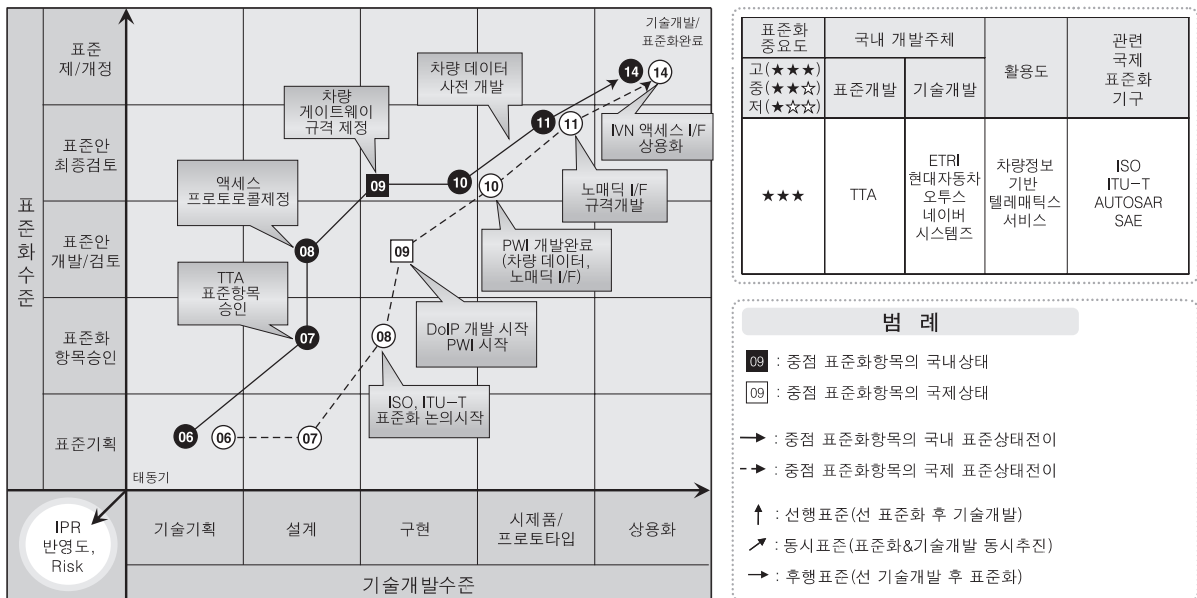 기술개발/
표준화완료
표준
제/개정
표준안
최종검토
표준안
개발/검토
표준화
항목승인
표준기획
표준화수준
차량 데이터
사전 개발
차량
게이트웨이
규격 제정
액세스
프로토로콜제정
TTA
표준항목
승인
IVN 액세스 I/F
상용화
노매딕 I/F
규격개발
PWI 개발완료
(차량 데이터,
노매딕 I/F)
DoIP 개발 시작
PWI 시작
ISO, ITU-T
표준화 논의시작
14
14
11
11
09
10
10
08
09
07
08
06
06
07
태동기
IPR
반영도,
Risk
기술기획
설계
구현
시제품/
프로토타입
상용화
기술개발수준
표준화
중요도
고(★★★)
중(★★☆)
저(★☆☆)
국내 개발주체
표준개발
기술개발
활용도
관련
국제
표준화
기구
★★★
TTA
ETRI
현대자동차
오투스
네이버
시스템즈
차량정보
기반
텔레매틱스
서비스
ISO
ITU-T
AUTOSAR
SAE
범 례
09 : 중점 표준화항목의 국내상태
09 : 중점 표준화항목의 국제상태
: 중점 표준화항목의 국내 표준상태전이
: 중점 표준화항목의 국제 표준상태전이
: 선행표준(선 표준화 후 기술개발)
: 동시표준(표준화&기술개발 동시추진)
: 후행표준(선 기술개발 후 표준화)